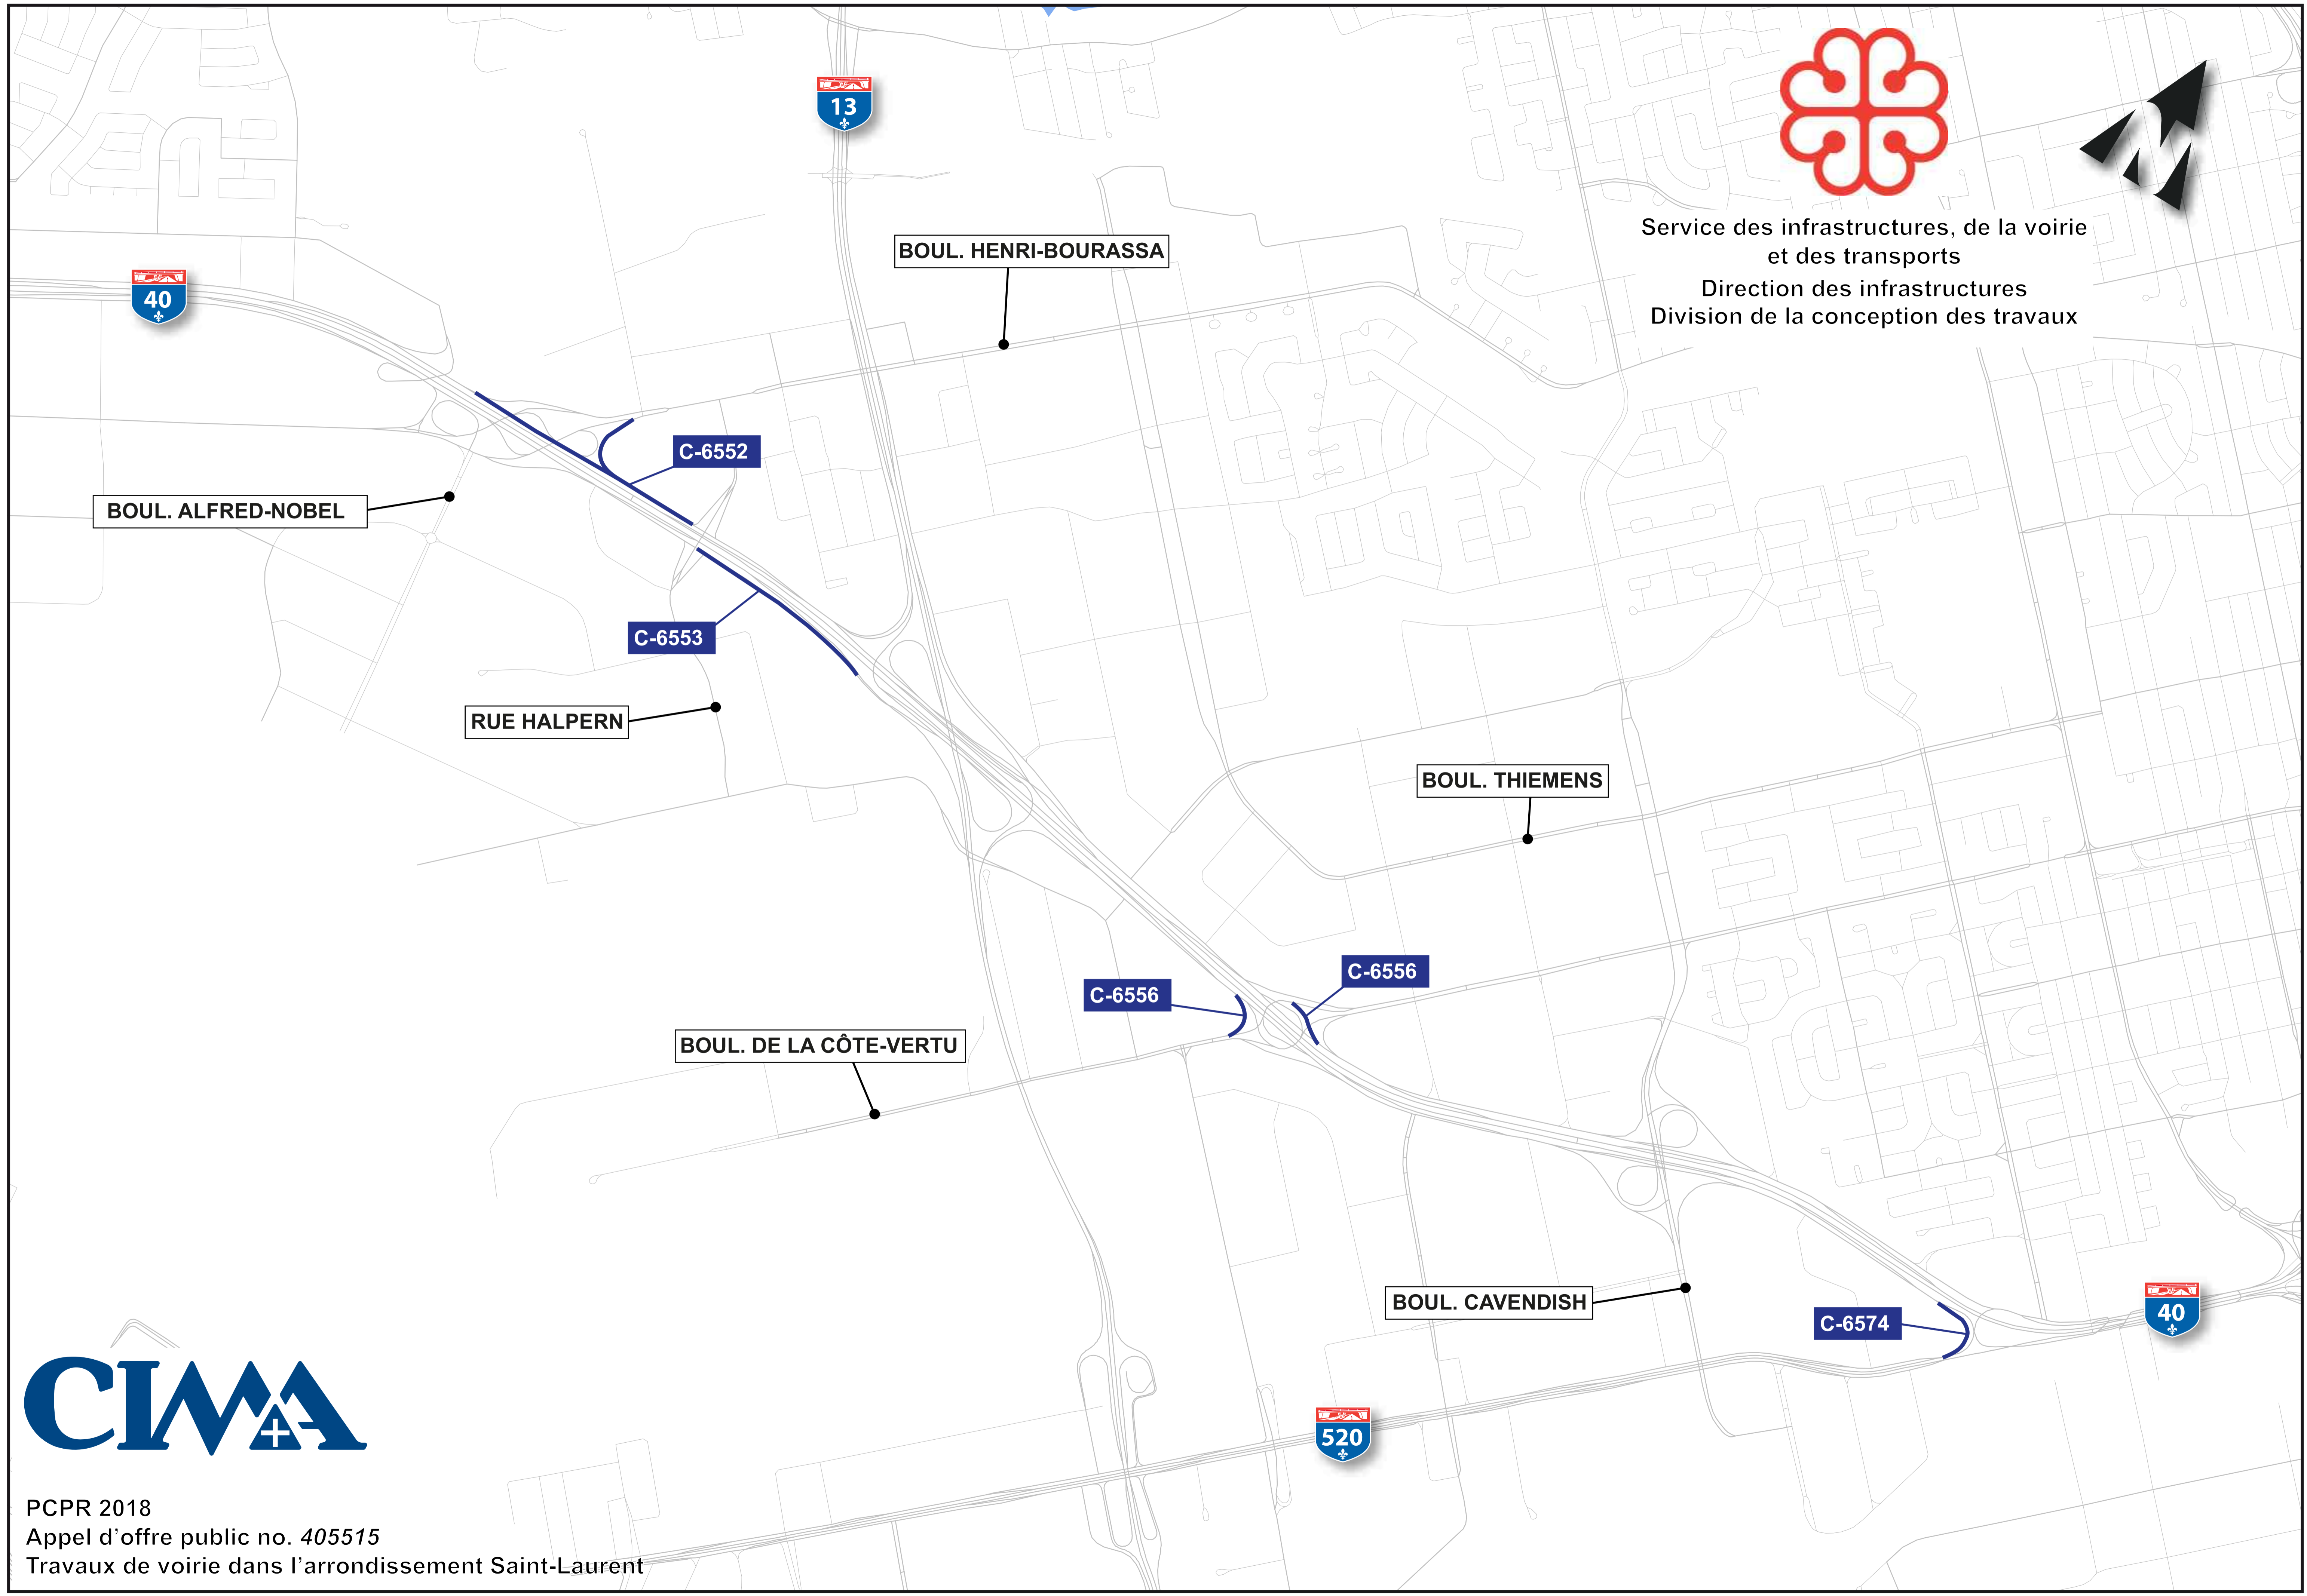 13
Service des infrastructures, de la voirie
et des transports
Direction des infrastructures
Division de la conception des travaux
BOUL. HENRI-BOURASSA
40
C-6552
BOUL. ALFRED-NOBEL
C-6553
RUE HALPERN
BOUL. THIEMENS
C-6556
C-6556
BOUL. DE LA CÔTE-VERTU
BOUL. CAVENDISH
C-6574
40
520
CIMA+
PCPR 2018
Appel d'offre public no. 405515
Travaux de voirie dans l'arrondissement Saint-Laurent